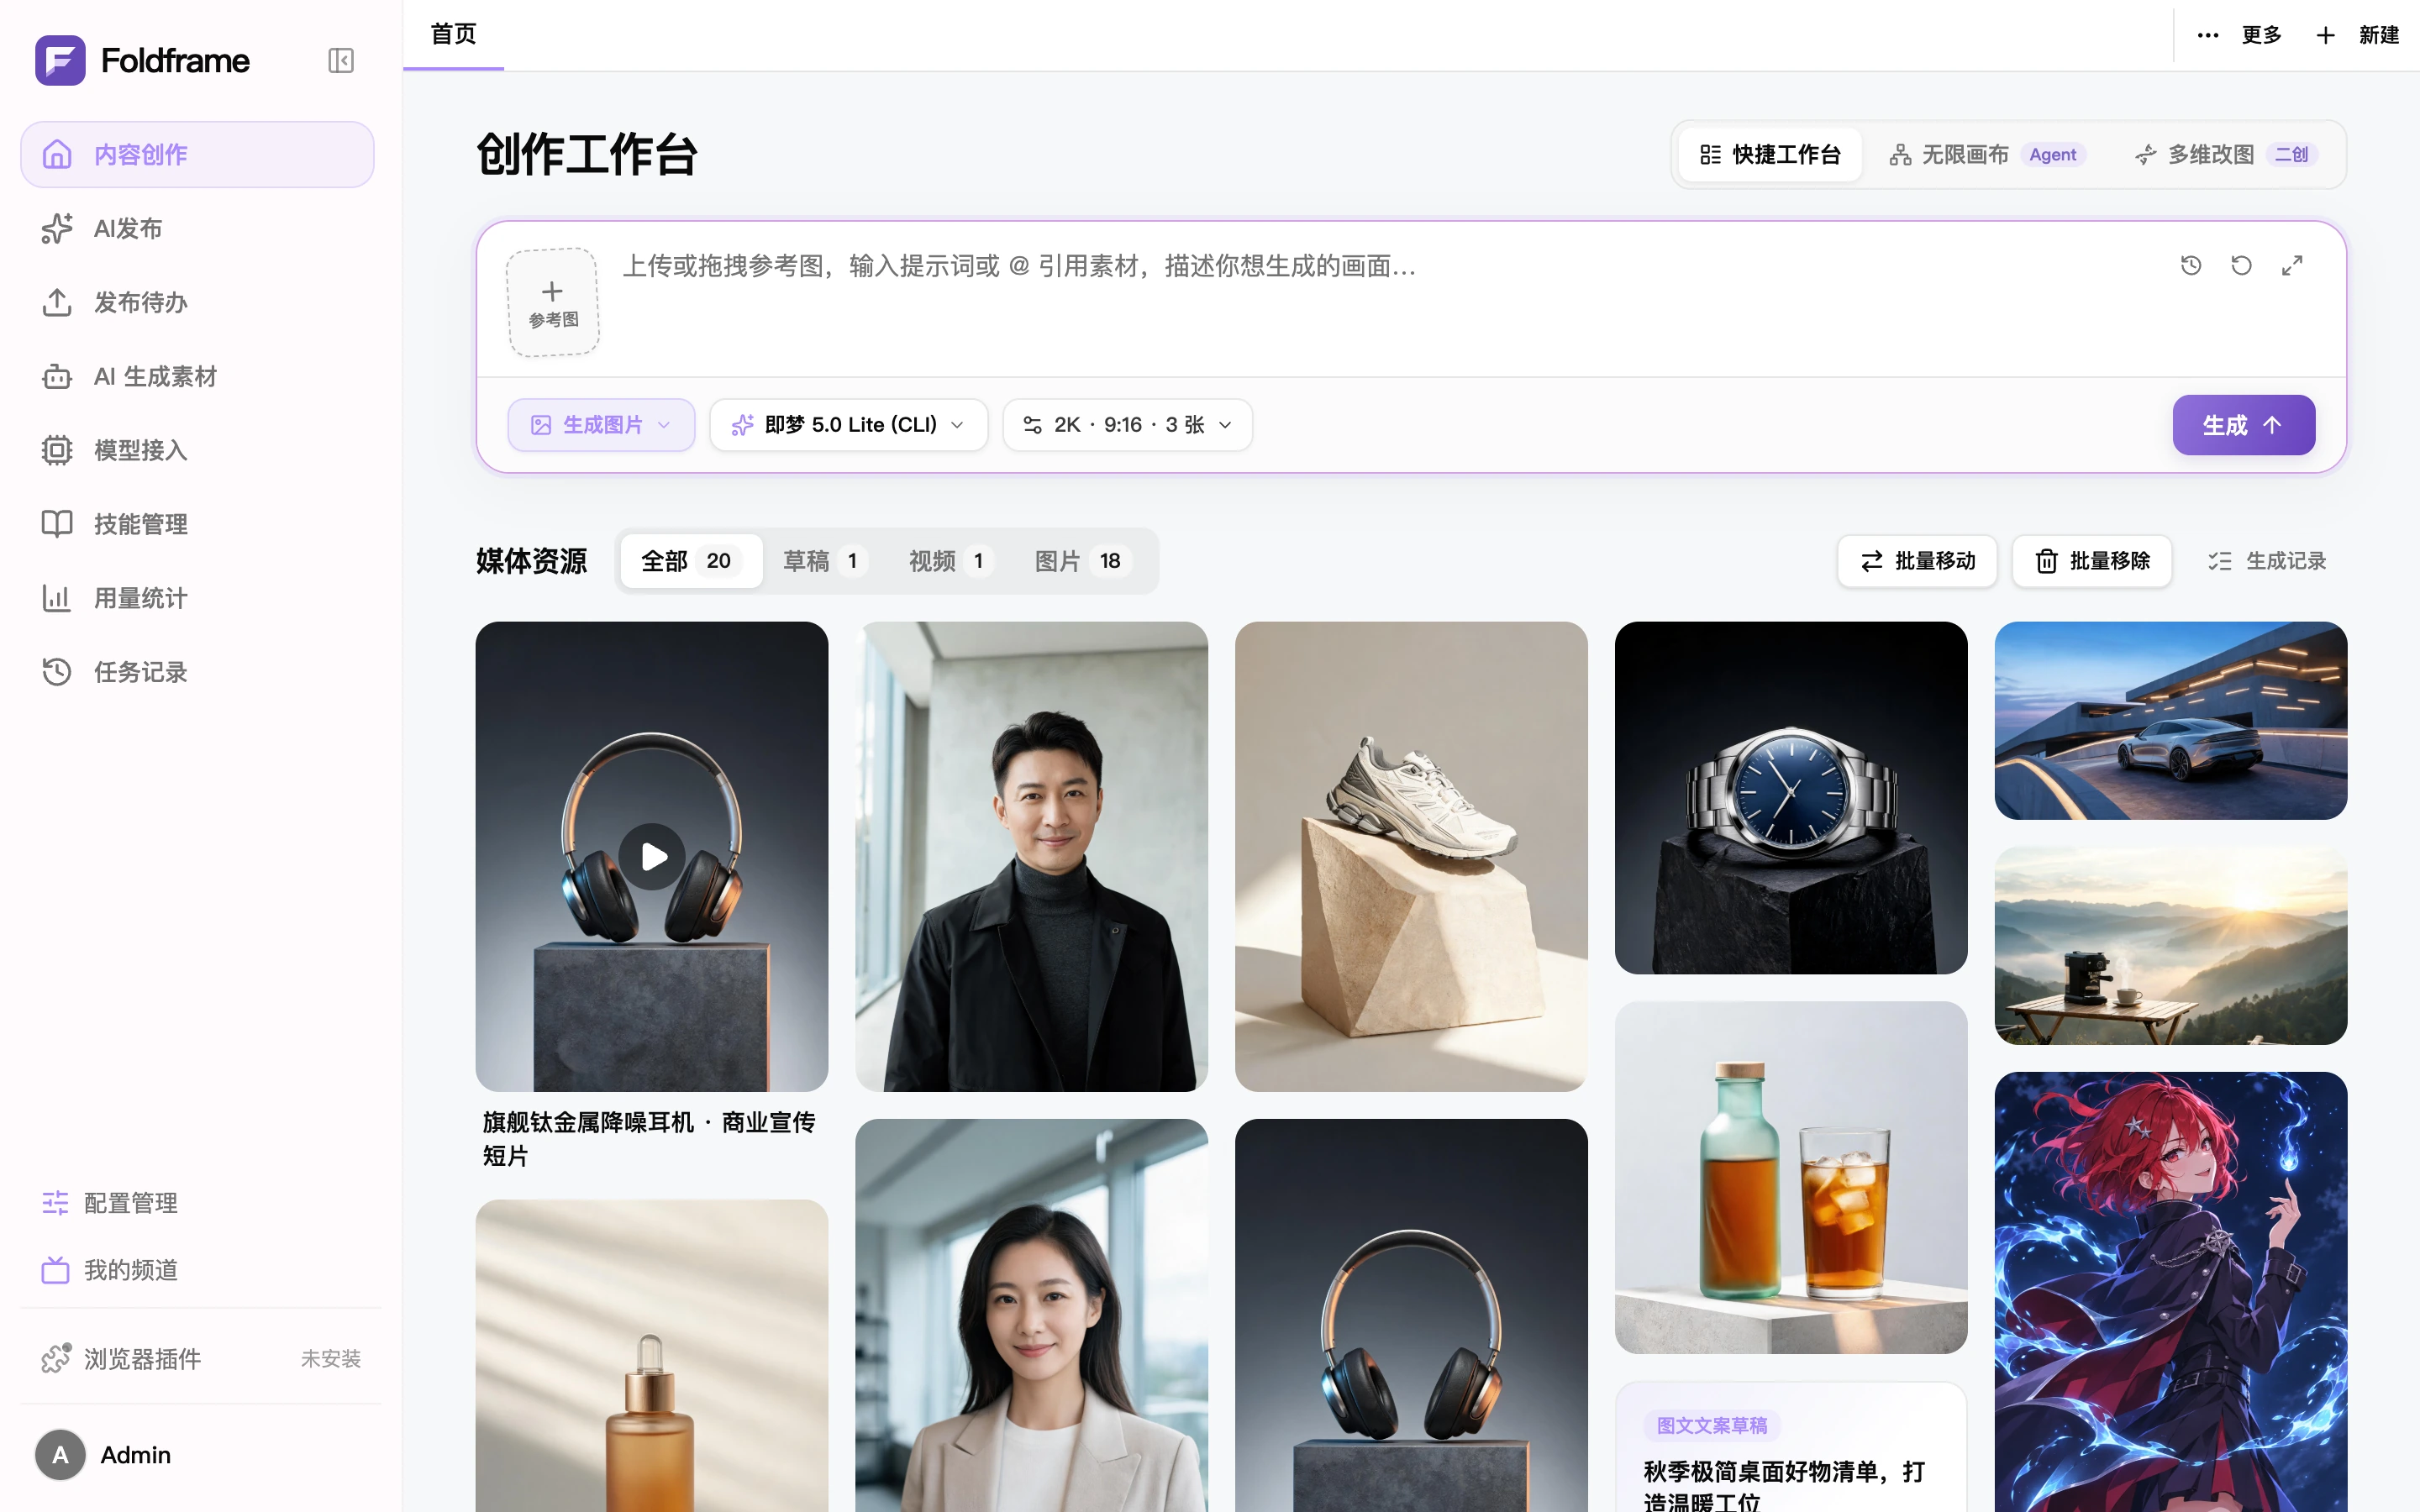 Foldframe
内容创作
AI发布
发布待办
AI 生成素材
模型接入
技能管理
用量统计
任务记录
配置管理
我的频道
浏览器插件 未安装
A Admin
首页
更多
新建
创作工作台
快捷工作台
无限画布 Agent
多维改图 二创
参考图
上传或拖拽参考图，输入提示词或 @ 引用素材，描述你想生成的画面...
生成图片
即梦 5.0 Lite (CLI)
2K · 9:16 · 3 张
生成
媒体资源
全部 20
草稿 1
视频 1
图片 18
批量移动
批量移除
生成记录
旗舰钛金属降噪耳机 · 商业宣传
短片
图文文案草稿
秋季极简桌面好物清单，打
造温暖工位